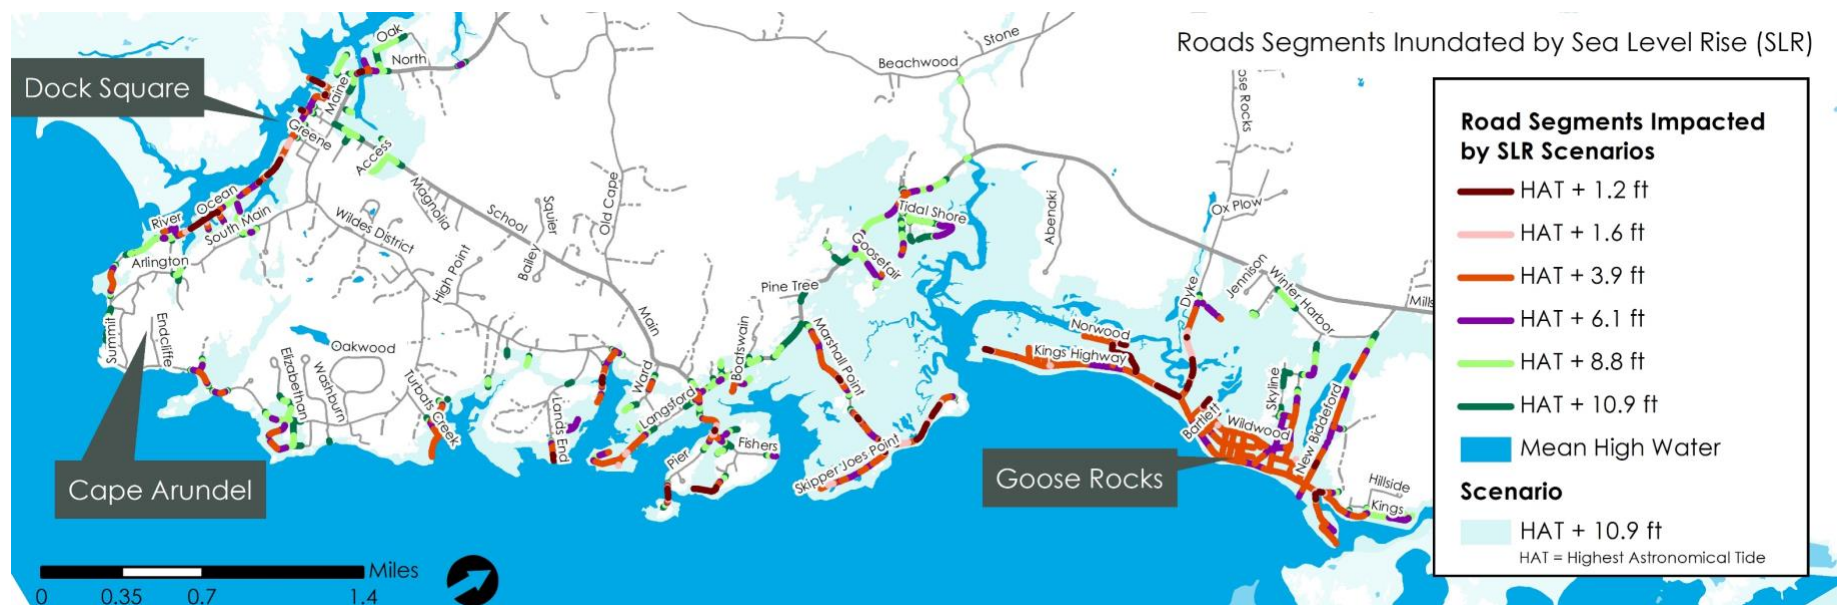 Roads Segments Inundated by Sea Level Rise (SLR)
Dock Square
Cape Arundel
Goose Rocks
Oak
North
Maine
Greene
Access
Stone
Beachwood
Magnolia
School
Squier
Bailey
Old Cape
River
Ocean
South Main
Arlington
Wildes District
High Point
Summit
Endcliffe
Oakwood
Elizabethan
Washburn
Turbats Creek
Lands End
Main
Ward
Langsford
Boatswain
Pine Tree
Marshall Point
Pier
Fishers
Skipper Joes Point
Tidal Shore
Goosefair
Abenaki
ose Rocks
Ox Plow
Dyke
Jennison
Winter Harbor
Mills
Norwood
Kings Highway
Bartlett
Wildwood
Skyline
New Biddeford
Hillside
Kings
Road Segments Impacted
by SLR Scenarios
HAT + 1.2 ft
HAT + 1.6 ft
HAT + 3.9 ft
HAT + 6.1 ft
HAT + 8.8 ft
HAT + 10.9 ft
Mean High Water
Scenario
HAT + 10.9 ft
HAT = Highest Astronomical Tide
Miles
0 0.35 0.7 1.4